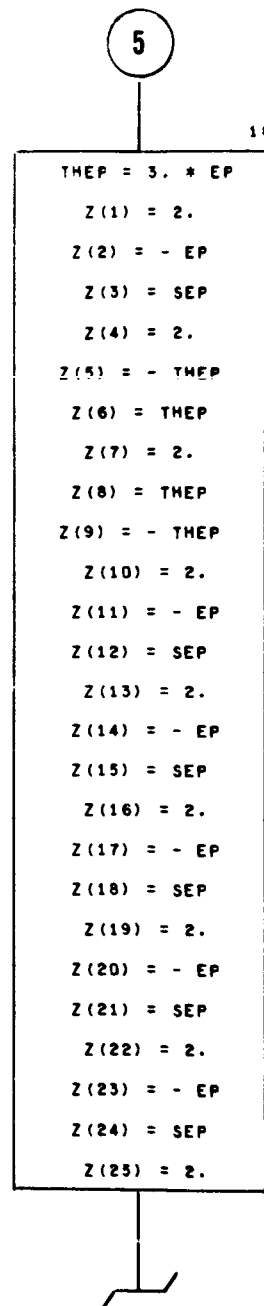 5
18
THEP = 3. * EP
Z(1) = 2.
Z(2) = - EP
Z(3) = SEP
Z(4) = 2.
Z(5) = - THEP
Z(6) = THEP
Z(7) = 2.
Z(8) = THEP
Z(9) = - THEP
Z(10) = 2.
Z(11) = - EP
Z(12) = SEP
Z(13) = 2.
Z(14) = - EP
Z(15) = SEP
Z(16) = 2.
Z(17) = - EP
Z(18) = SEP
Z(19) = 2.
Z(20) = - EP
Z(21) = SEP
Z(22) = 2.
Z(23) = - EP
Z(24) = SEP
Z(25) = 2.